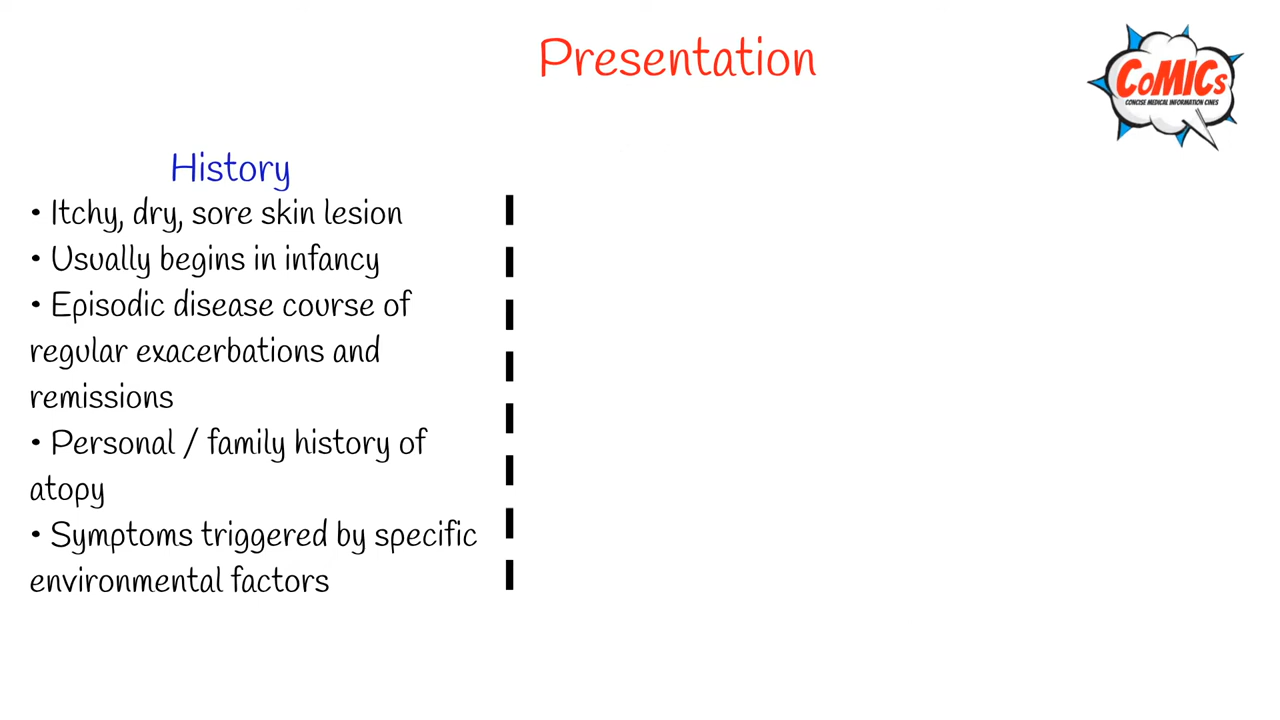 Presentation
CoMICs
CONCISE MEDICAL INFORMATION CINES
History
• Itchy, dry, sore skin lesion
• Usually begins in infancy
• Episodic disease course of
regular exacerbations and
remissions
• Personal / family history of
atopy
• Symptoms triggered by specific
environmental factors